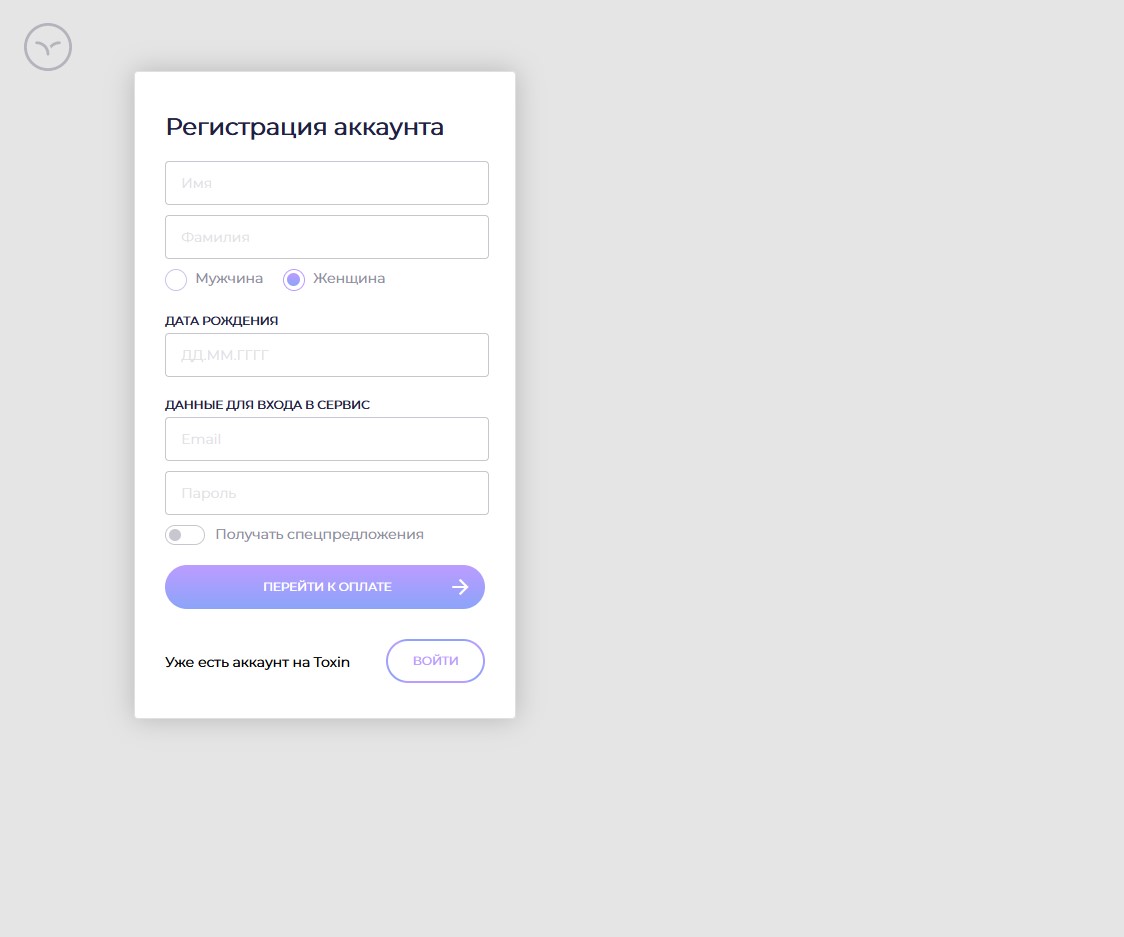 Регистрация аккаунта
Имя
Фамилия
Мужчина Женщина
ДАТА РОЖДЕНИЯ
ДД.ММ.ГГГГ
ДАННЫЕ ДЛЯ ВХОДА В СЕРВИС
Email
Пароль
Получать спецпредложения
ПЕРЕЙТИ К ОПЛАТЕ
Уже есть аккаунт на Toxin ВОЙТИ